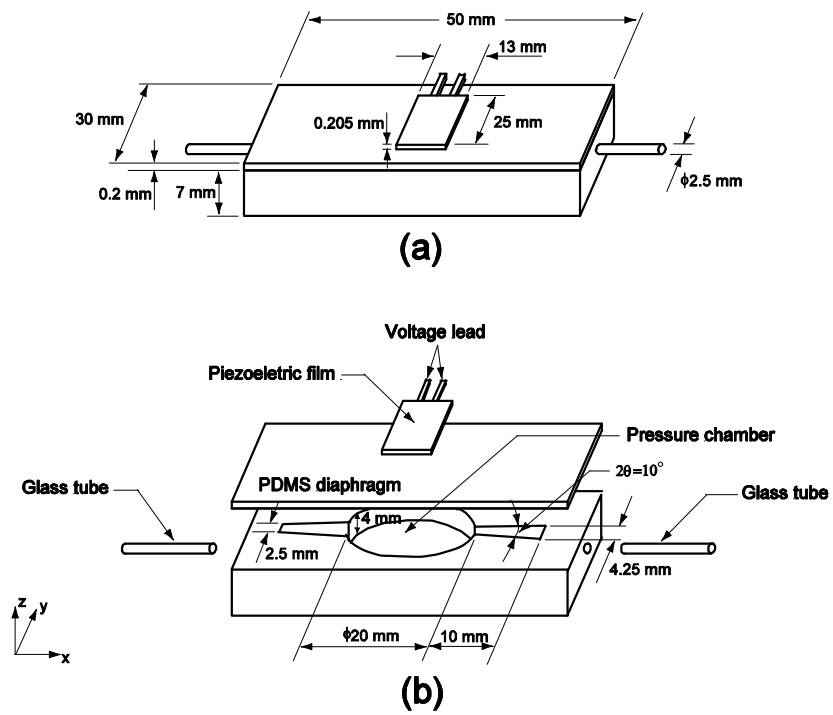 50 mm
13 mm
30 mm
0.205 mm
25 mm
0.2 mm
7 mm
ϕ2.5 mm
(a)
Voltage lead
Piezoeletric film
Pressure chamber
2θ=10°
Glass tube
PDMS diaphragm
Glass tube
4 mm
2.5 mm
4.25 mm
z
y
x
ϕ20 mm
10 mm
(b)